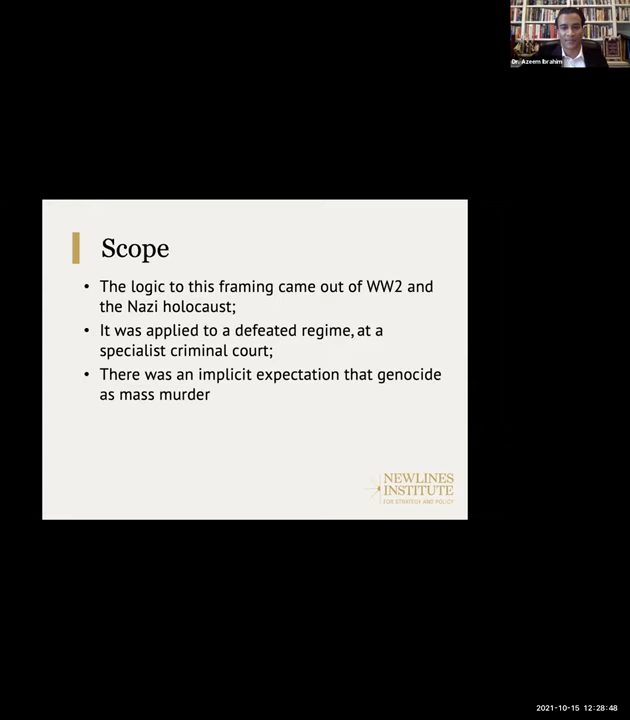 Dr. Azeem Ibrahim
Scope
• The logic to this framing came out of WW2 and
the Nazi holocaust;
• It was applied to a defeated regime, at a
specialist criminal court;
• There was an implicit expectation that genocide
as mass murder
NEWLINES
INSTITUTE
FOR STRATEGY AND POLICY
2021-10-15 12:28:48